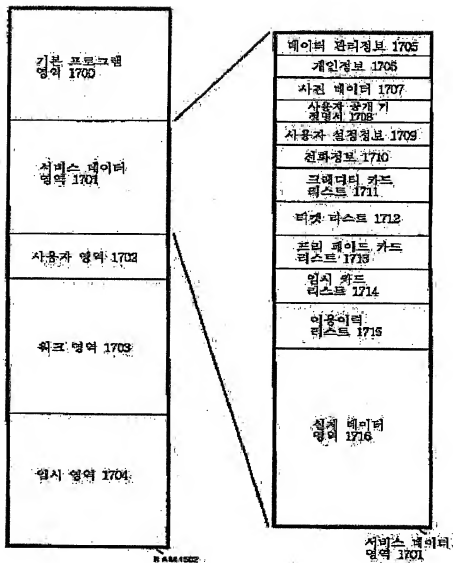 기본 프로그램
영역 1700
서비스 데이터
영역 1701
사용자 영역 1702
워크 영역 1703
임시 영역 1704
RAM1502
데이터 관리정보 1705
개인정보 1706
사진 데이터 1707
사용자 공개 키
증명서 1708
사용자 설정정보 1709
전화정보 1710
크레디트 카드
리스트 1711
티켓 리스트 1712
프리 페이드 카드
리스트 1713
임시 카드
리스트 1714
이용이력
리스트 1715
실체 데이터
영역 1716
서비스 데이터
영역 1701